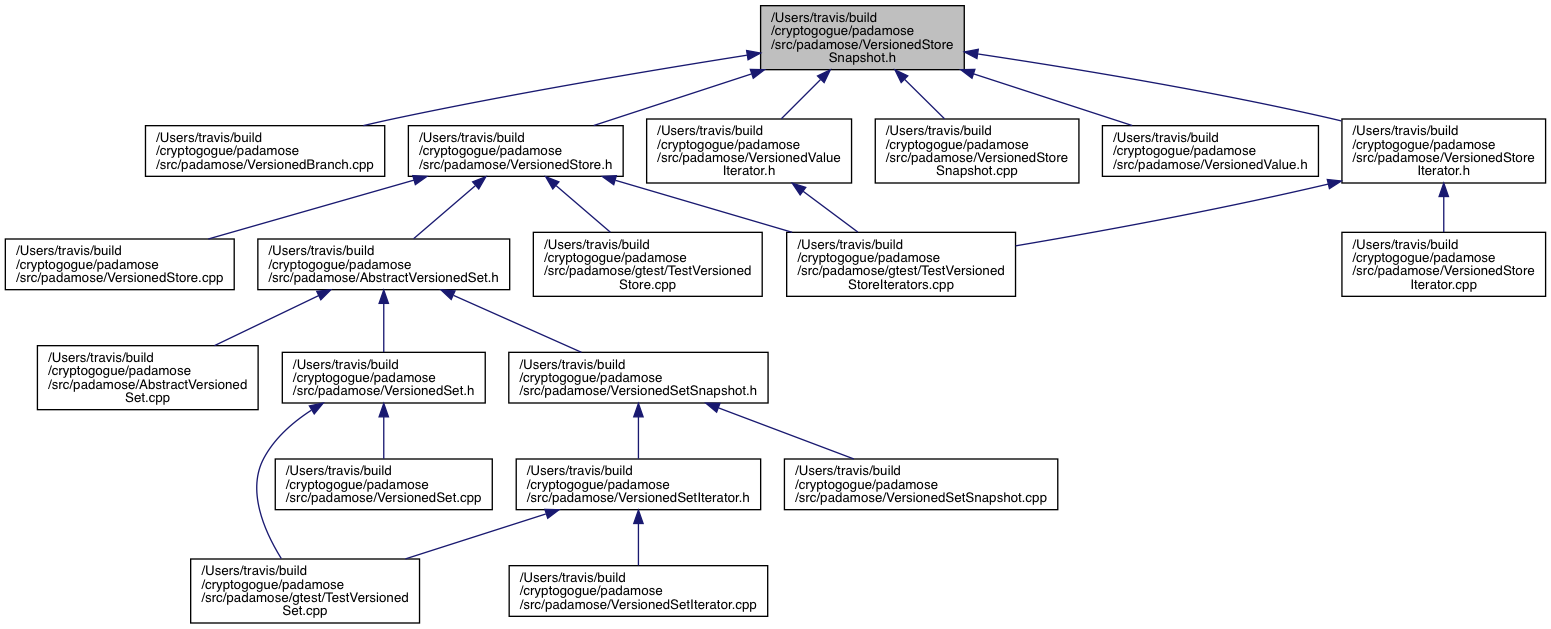 /Users/travis/build
/cryptogogue/padamose
/src/padamose/VersionedStore
Snapshot.h
/Users/travis/build
/cryptogogue/padamose
/src/padamose/VersionedBranch.cpp
/Users/travis/build
/cryptogogue/padamose
/src/padamose/VersionedStore.h
/Users/travis/build
/cryptogogue/padamose
/src/padamose/VersionedValue
Iterator.h
/Users/travis/build
/cryptogogue/padamose
/src/padamose/VersionedStore
Snapshot.cpp
/Users/travis/build
/cryptogogue/padamose
/src/padamose/VersionedValue.h
/Users/travis/build
/cryptogogue/padamose
/src/padamose/VersionedStore
Iterator.h
/Users/travis/build
/cryptogogue/padamose
/src/padamose/VersionedStore.cpp
/Users/travis/build
/cryptogogue/padamose
/src/padamose/AbstractVersionedSet.h
/Users/travis/build
/cryptogogue/padamose
/src/padamose/gtest/TestVersioned
Store.cpp
/Users/travis/build
/cryptogogue/padamose
/src/padamose/gtest/TestVersioned
StoreIterators.cpp
/Users/travis/build
/cryptogogue/padamose
/src/padamose/VersionedStore
Iterator.cpp
/Users/travis/build
/cryptogogue/padamose
/src/padamose/AbstractVersioned
Set.cpp
/Users/travis/build
/cryptogogue/padamose
/src/padamose/VersionedSet.h
/Users/travis/build
/cryptogogue/padamose
/src/padamose/VersionedSetSnapshot.h
/Users/travis/build
/cryptogogue/padamose
/src/padamose/VersionedSet.cpp
/Users/travis/build
/cryptogogue/padamose
/src/padamose/VersionedSetIterator.h
/Users/travis/build
/cryptogogue/padamose
/src/padamose/VersionedSetSnapshot.cpp
/Users/travis/build
/cryptogogue/padamose
/src/padamose/gtest/TestVersioned
Set.cpp
/Users/travis/build
/cryptogogue/padamose
/src/padamose/VersionedSetIterator.cpp